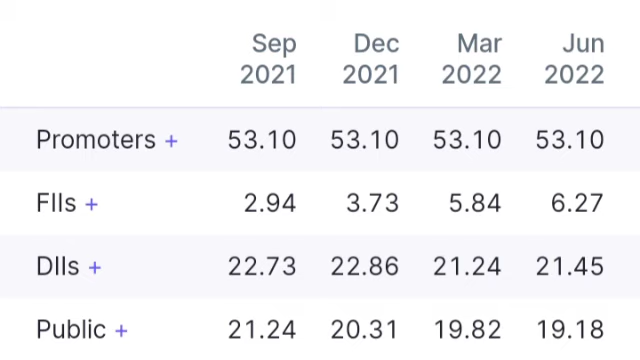 Sep Dec Mar Jun
2021 2021 2022 2022
Promoters + 53.10 53.10 53.10 53.10
FIIs + 2.94 3.73 5.84 6.27
DIIs + 22.73 22.86 21.24 21.45
Public + 21.24 20.31 19.82 19.18